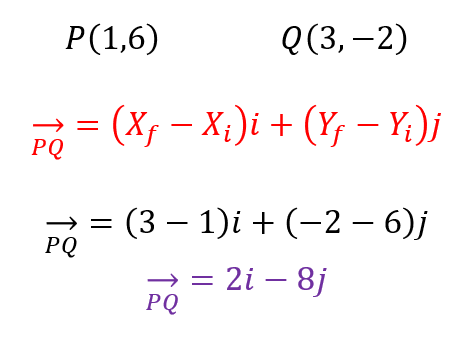 P(1,6) Q(3,−2)
→PQ = (X_f − X_i)i + (Y_f − Y_i)j
→PQ = (3 − 1)i + (−2 − 6)j
→PQ = 2i − 8j